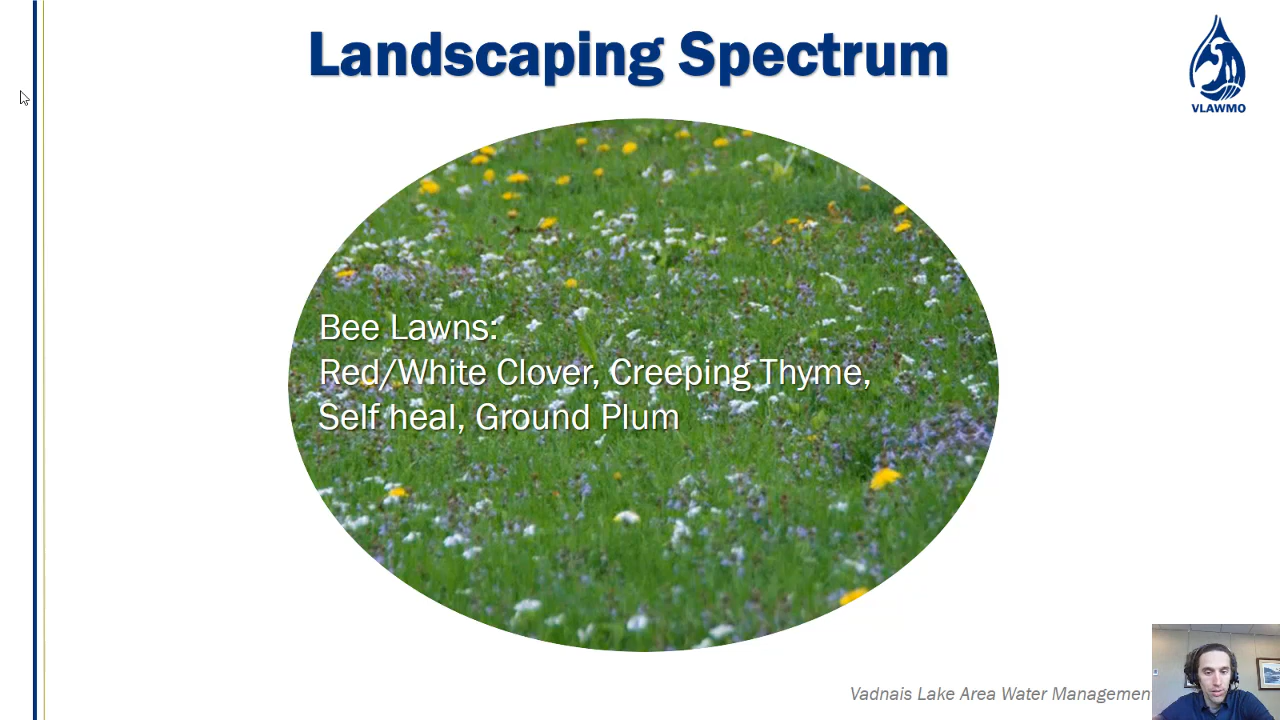 Landscaping Spectrum
VLAWMO
Bee Lawns:
Red/White Clover, Creeping Thyme,
Self heal, Ground Plum
Vadnais Lake Area Water Managemen